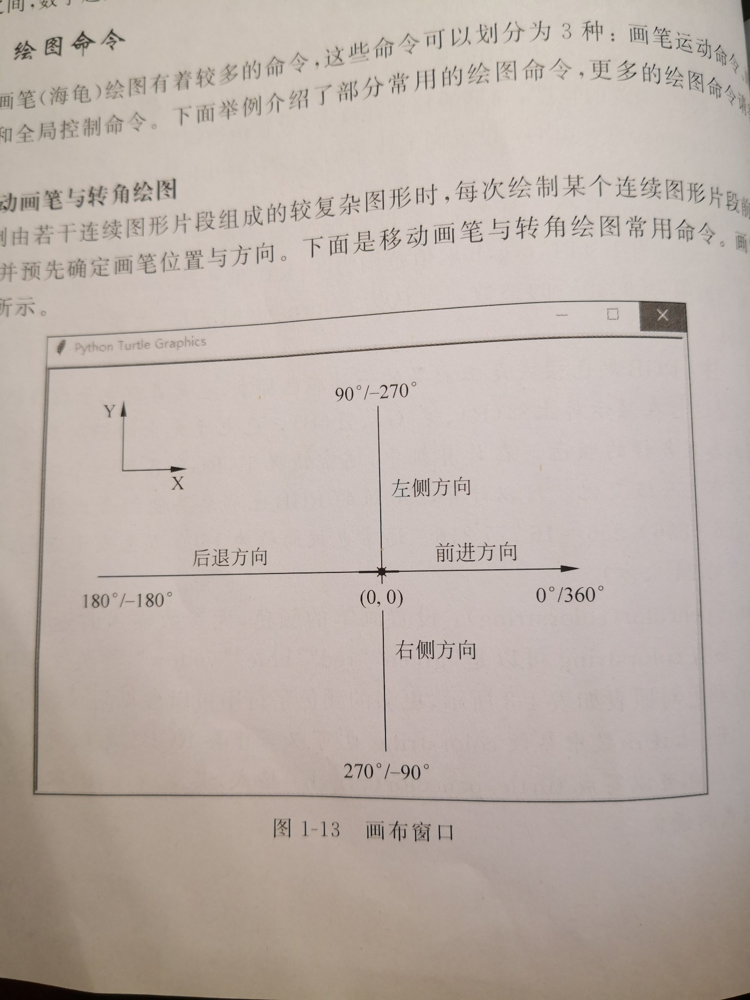 绘图命令
画笔(海龟)绘图有着较多的命令,这些命令可以划分为 3 种:画笔运动命令、
和全局控制命令。下面举例介绍了部分常用的绘图命令,更多的绘图命令请
动画笔与转角绘图
由若干连续图形片段组成的较复杂图形时,每次绘制某个连续图形片段前
并预先确定画笔位置与方向。下面是移动画笔与转角绘图常用命令。画
所示。
Python Turtle Graphics
90°/–270°
Y
X
左侧方向
后退方向
前进方向
180°/–180°
(0, 0)
0°/360°
右侧方向
270°/–90°
图 1-13 画布窗口